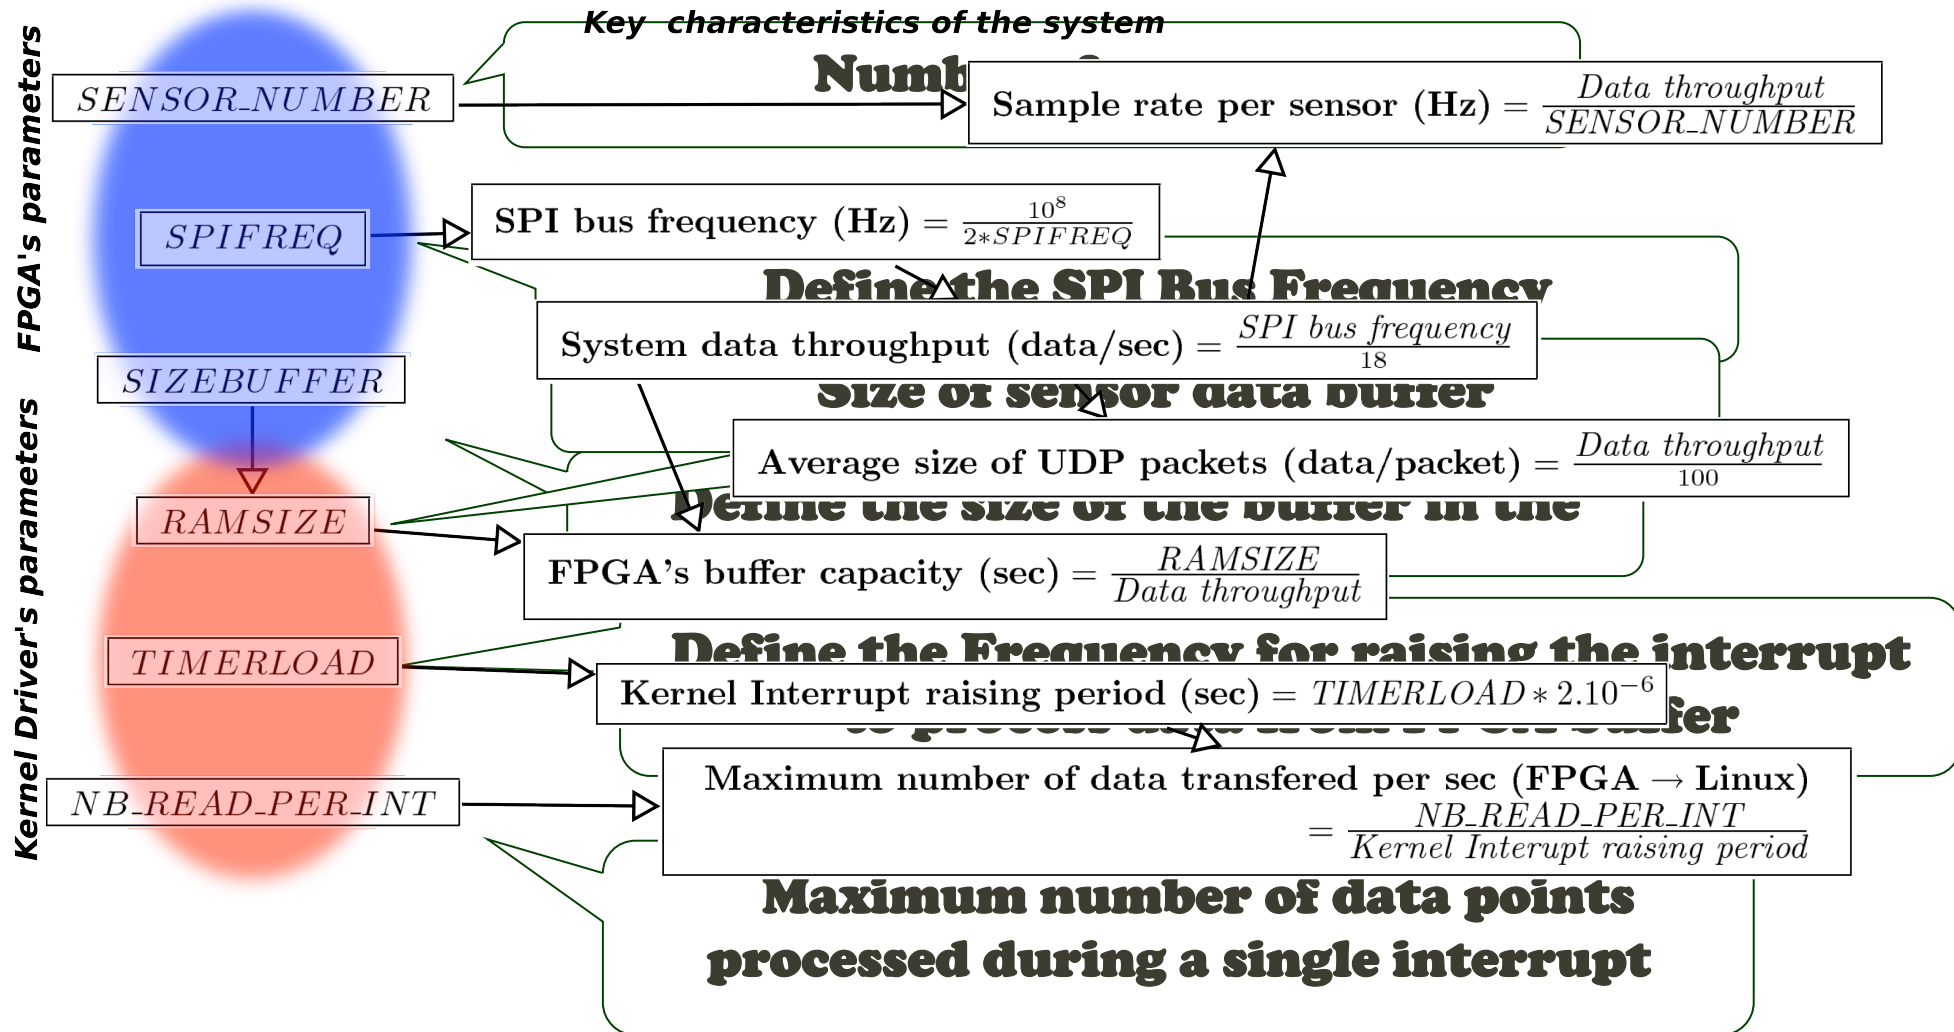 Key characteristics of the system
FPGA's parameters
Kernel Driver's parameters
SENSOR_NUMBER
Sample rate per sensor (Hz) = Data throughput / SENSOR_NUMBER
SPIFREQ
SPI bus frequency (Hz) = 10^8 / 2*SPIFREQ
Define the SPI Bus Frequency
System data throughput (data/sec) = SPI bus frequency / 18
SIZEBUFFER
Size of sensor data buffer
Average size of UDP packets (data/packet) = Data throughput / 100
Define the size of the buffer in the
RAMSIZE
FPGA's buffer capacity (sec) = RAMSIZE / Data throughput
Define the Frequency for raising the interrupt
TIMERLOAD
Kernel Interrupt raising period (sec) = TIMERLOAD * 2.10^−6
to process data from
Maximum number of data transfered per sec (FPGA → Linux)
NB_READ_PER_INT
= NB_READ_PER_INT / Kernel Interupt raising period
Maximum number of data points
processed during a single interrupt